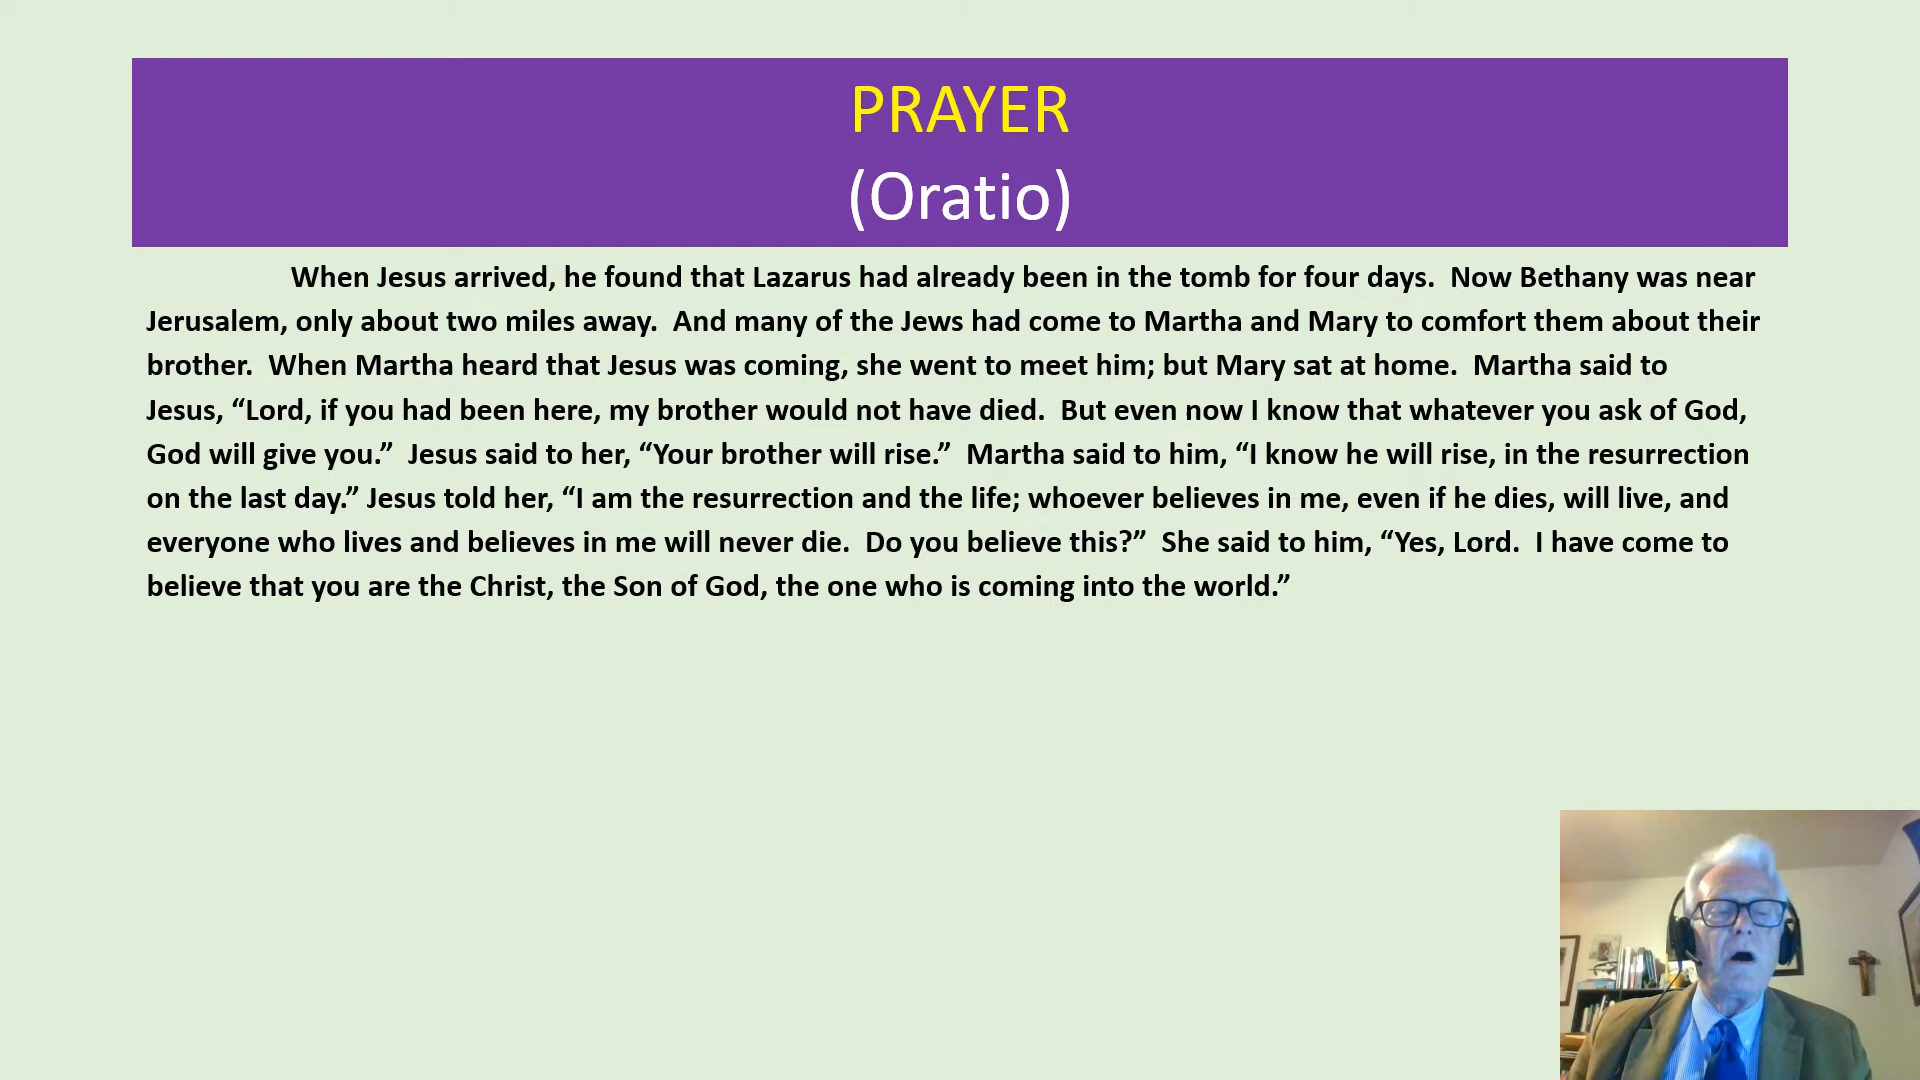 PRAYER
(Oratio)
When Jesus arrived, he found that Lazarus had already been in the tomb for four days.  Now Bethany was near
Jerusalem, only about two miles away.  And many of the Jews had come to Martha and Mary to comfort them about their
brother.  When Martha heard that Jesus was coming, she went to meet him; but Mary sat at home.  Martha said to
Jesus, “Lord, if you had been here, my brother would not have died.  But even now I know that whatever you ask of God,
God will give you.”  Jesus said to her, “Your brother will rise.”  Martha said to him, “I know he will rise, in the resurrection
on the last day.” Jesus told her, “I am the resurrection and the life; whoever believes in me, even if he dies, will live, and
everyone who lives and believes in me will never die.  Do you believe this?”  She said to him, “Yes, Lord.  I have come to
believe that you are the Christ, the Son of God, the one who is coming into the world.”